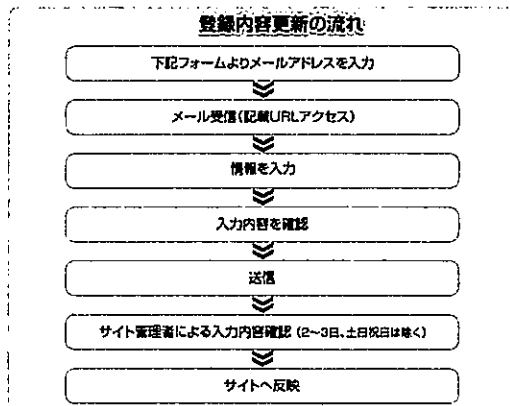 登録内容更新の流れ
下記フォームよりメールアドレスを入力
メール受信(記載URLアクセス)
情報を入力
入力内容を確認
送信
サイト管理者による入力内容確認 (2~3日、土日祝日は除く)
サイトへ反映